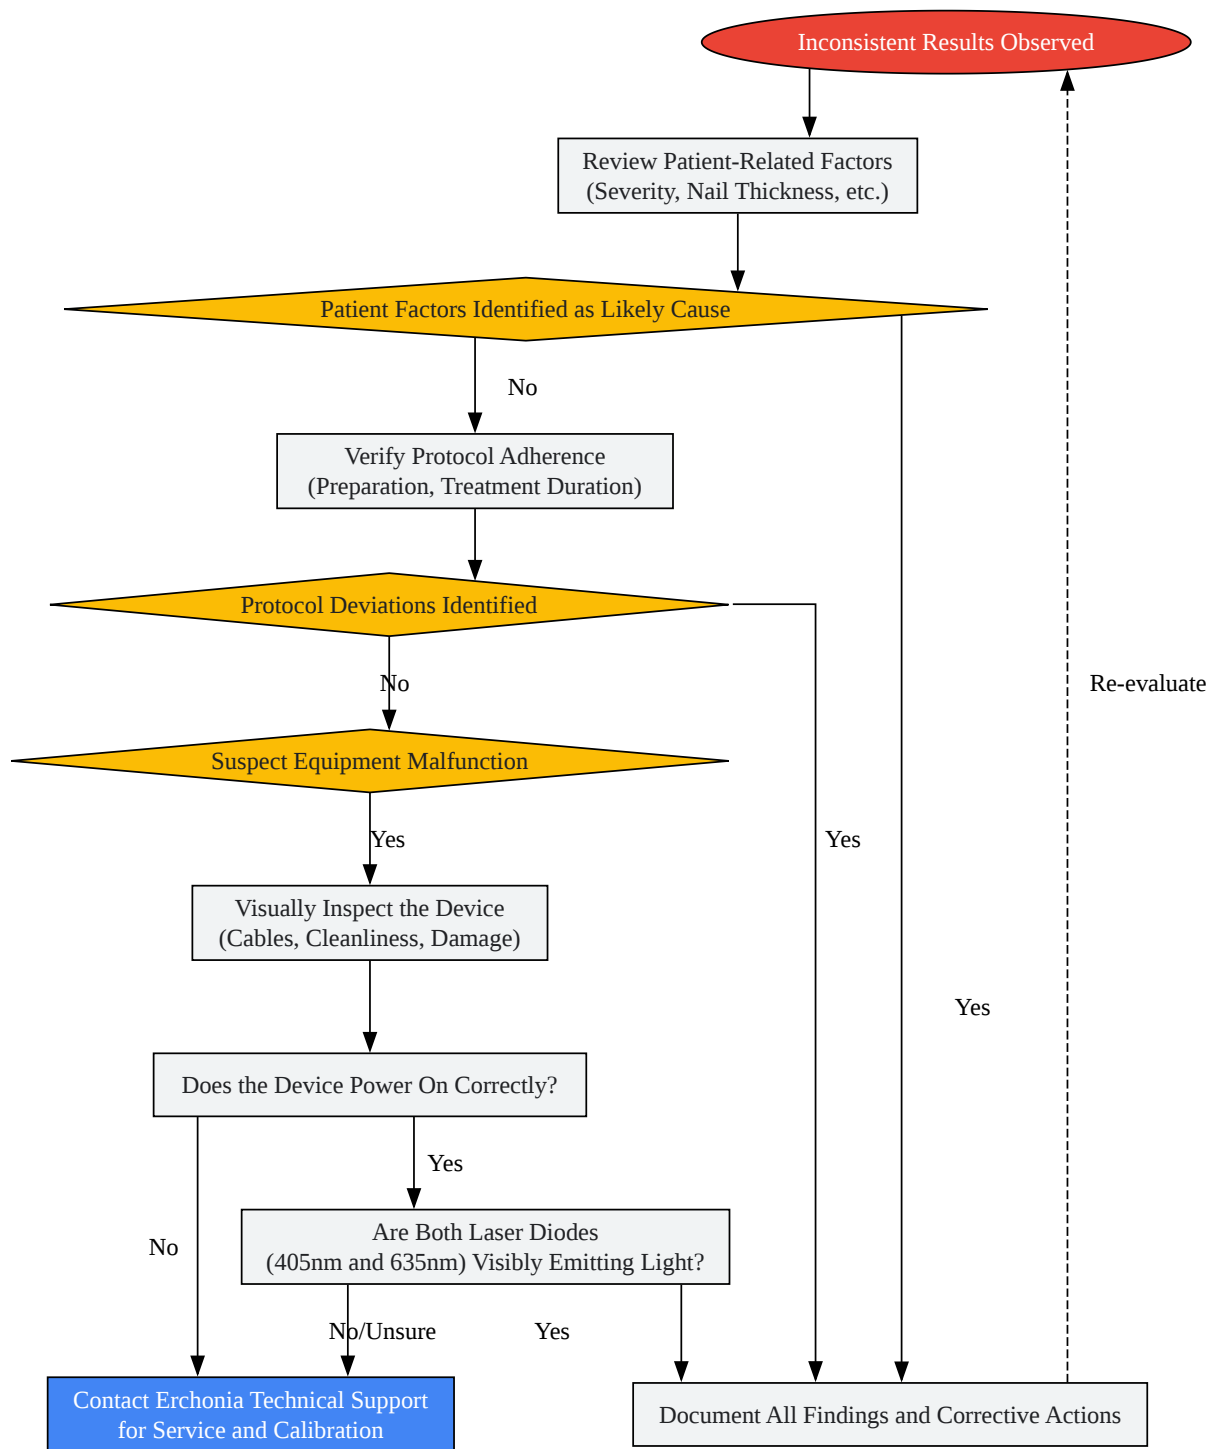 Inconsistent Results Observed
Review Patient-Related Factors
(Severity, Nail Thickness, etc.)
Patient Factors Identified as Likely Cause
No
Verify Protocol Adherence
(Preparation, Treatment Duration)
Protocol Deviations Identified
No
Re-evaluate
Suspect Equipment Malfunction
Yes
Yes
Visually Inspect the Device
(Cables, Cleanliness, Damage)
Yes
Does the Device Power On Correctly?
Yes
No
Are Both Laser Diodes
(405nm and 635nm) Visibly Emitting Light?
No/Unsure
Yes
Contact Erchonia Technical Support
for Service and Calibration
Document All Findings and Corrective Actions